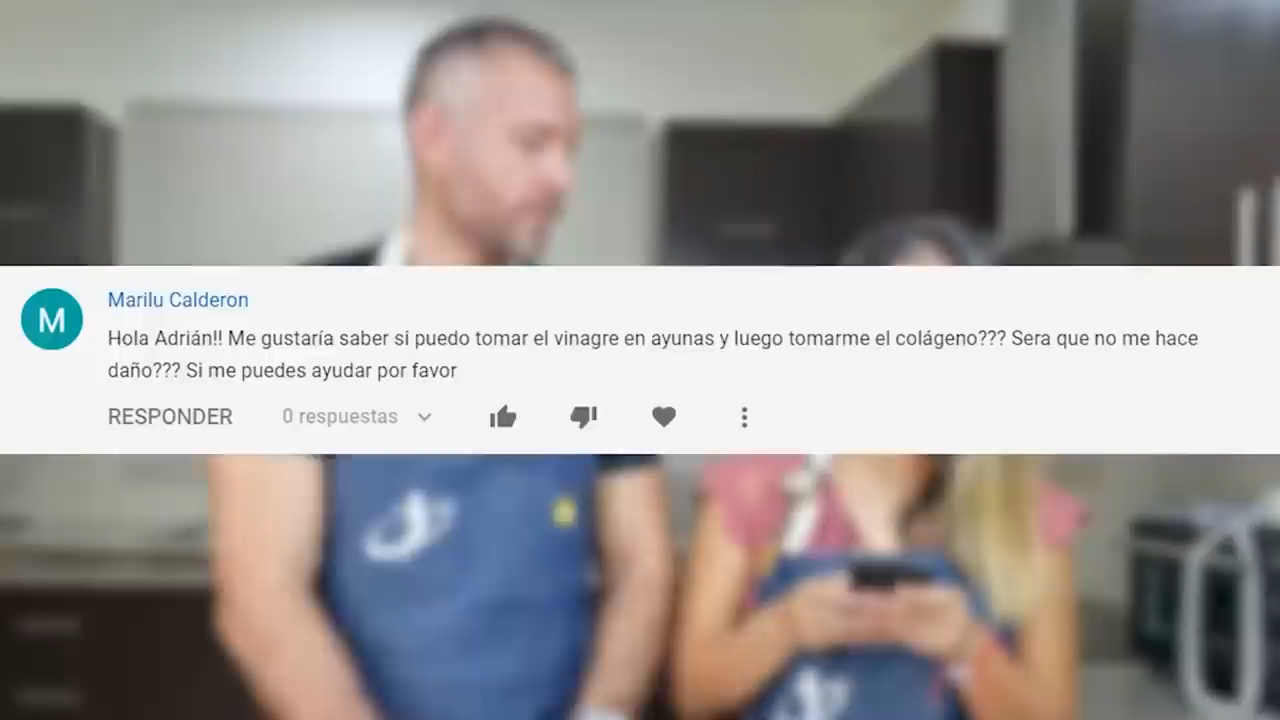 M
Marilu Calderon
Hola Adrián!! Me gustaría saber si puedo tomar el vinagre en ayunas y luego tomarme el colágeno??? Sera que no me hace
daño??? Si me puedes ayudar por favor
RESPONDER 0 respuestas